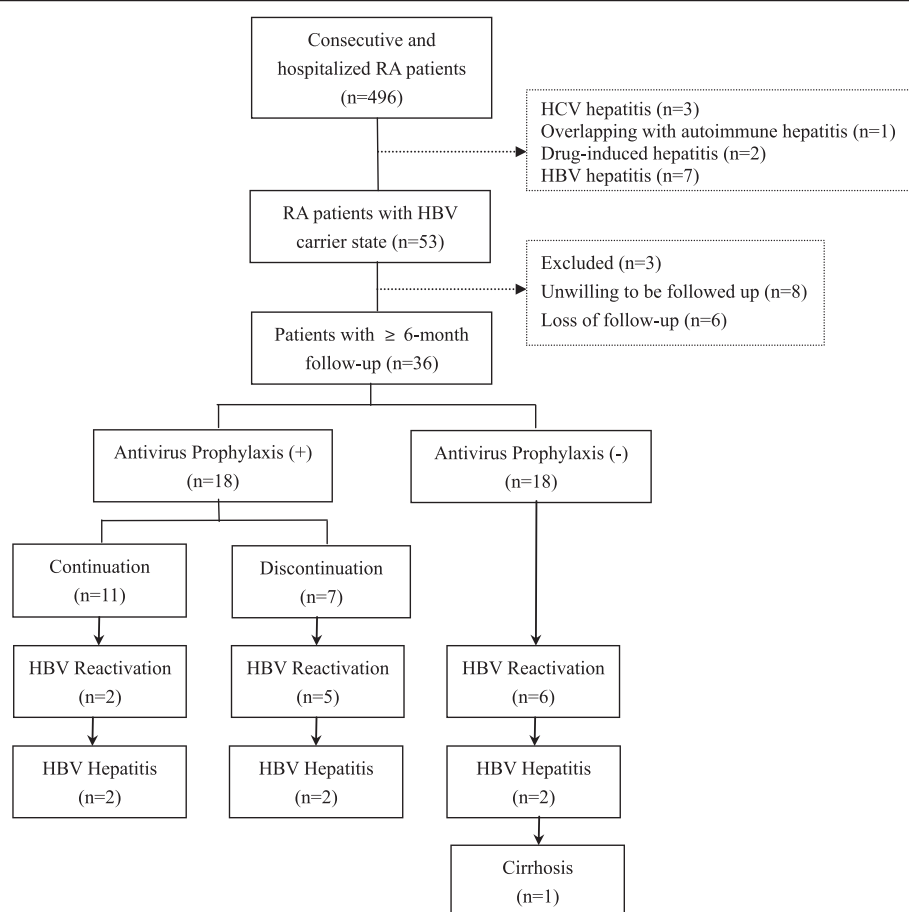 Consecutive and
hospitalized RA patients
(n=496)
HCV hepatitis (n=3)
Overlapping with autoimmune hepatitis (n=1)
Drug-induced hepatitis (n=2)
HBV hepatitis (n=7)
RA patients with HBV
carrier state (n=53)
Excluded (n=3)
Unwilling to be followed up (n=8)
Loss of follow-up (n=6)
Patients with ≥ 6-month
follow-up (n=36)
Antivirus Prophylaxis (+)
(n=18)
Antivirus Prophylaxis (-)
(n=18)
Continuation
(n=11)
Discontinuation
(n=7)
HBV Reactivation
(n=2)
HBV Reactivation
(n=5)
HBV Reactivation
(n=6)
HBV Hepatitis
(n=2)
HBV Hepatitis
(n=2)
HBV Hepatitis
(n=2)
Cirrhosis
(n=1)